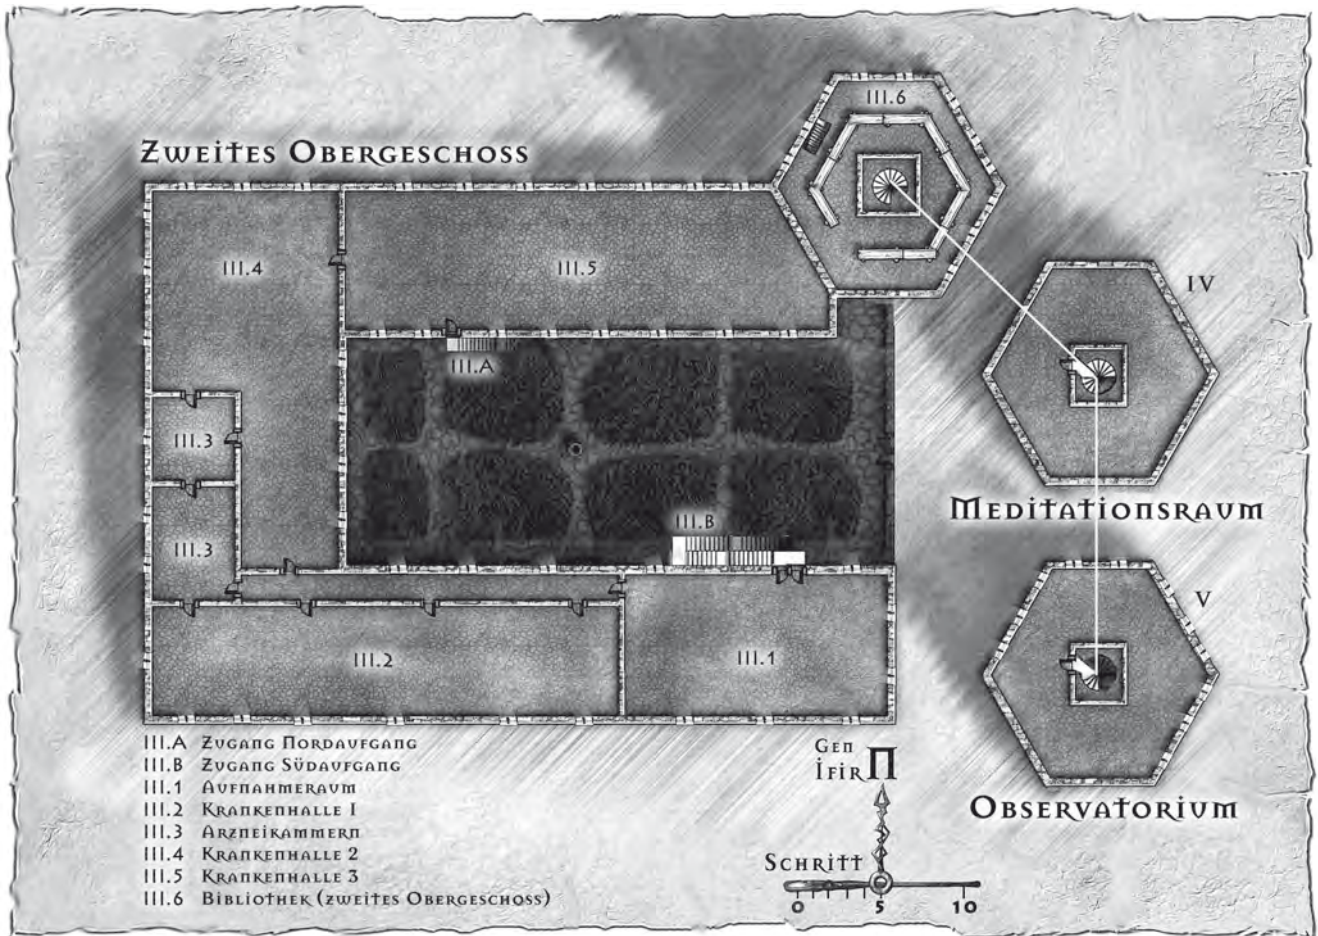 III.6
Zweites Obergeschoss
III.4
III.5
IV
III.A
III.3
Meditationsraum
III.B
III.3
V
III.2
III.1
III.A Zugang Nordaufgang
III.B Zugang Südaufgang
III.1 Aufnahmeraum
III.2 Krankenhalle 1
III.3 Arzneikammern
III.4 Krankenhalle 2
III.5 Krankenhalle 3
III.6 Bibliothek (zweites Obergeschoss)
Gen
Ifirn
Observatorium
Schritt
0 5 10